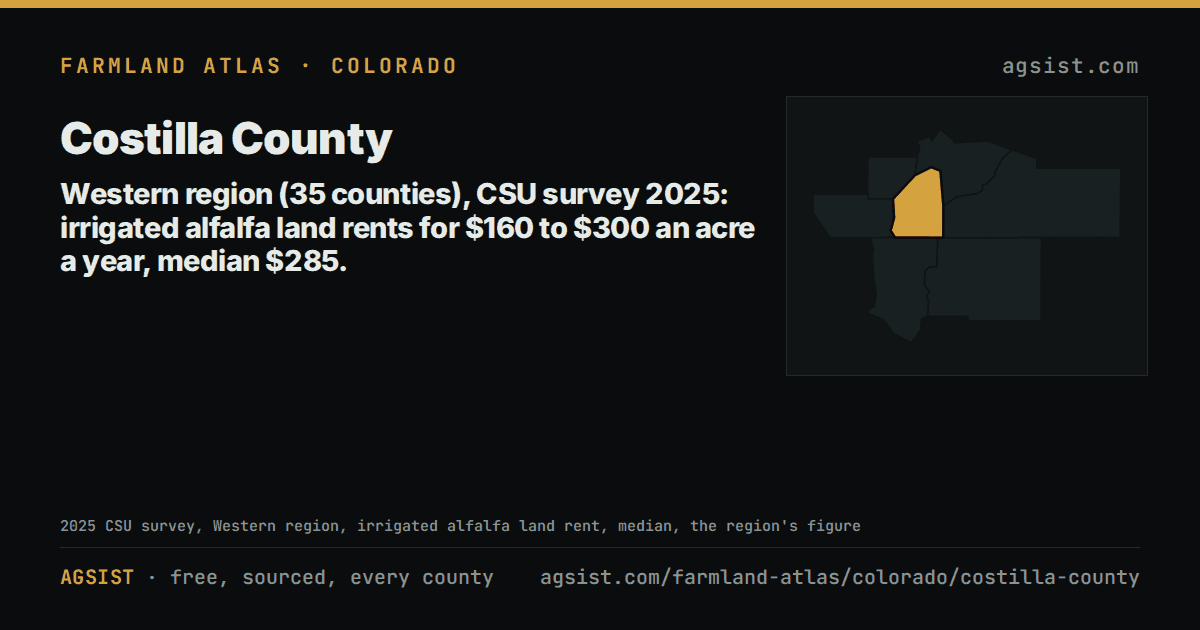 FARMLAND ATLAS · COLORADO
agsist.com
Costilla County
Western region (35 counties), CSU survey 2025:
irrigated alfalfa land rents for $160 to $300 an acre
a year, median $285.
2025 CSU survey, Western region, irrigated alfalfa land rent, median, the region's figure
AGSIST · free, sourced, every county
agsist.com/farmland-atlas/colorado/costilla-county